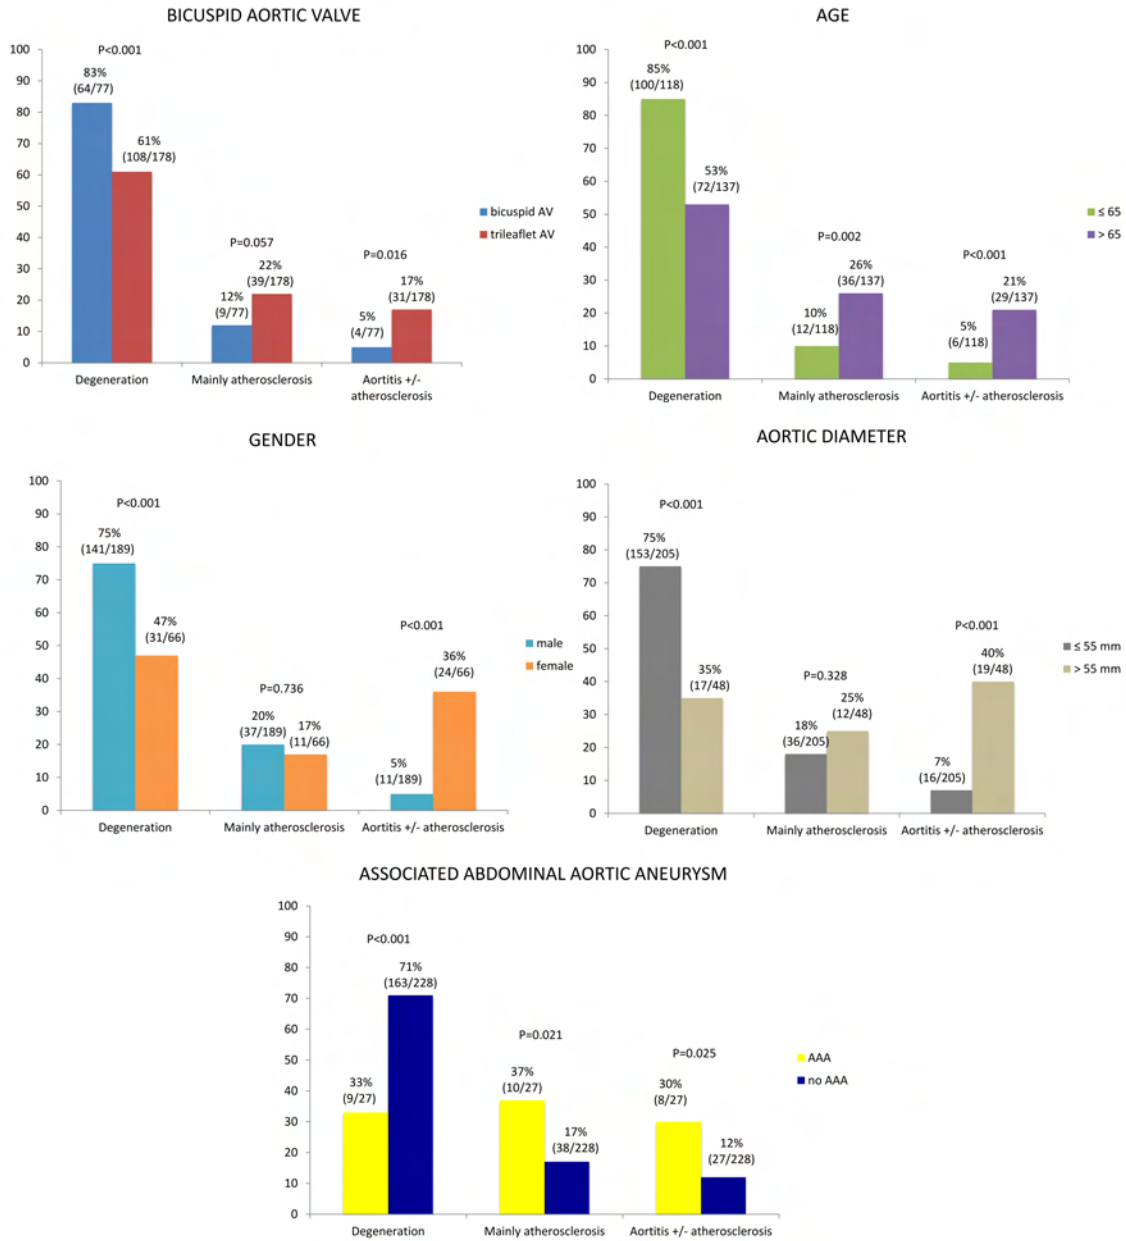 BICUSPID AORTIC VALVE
100
90
80
70
60
50
40
30
20
10
0
P<0.001
83%
(64/77)
61%
(108/178)
P=0.057
12%
(9/77)
22%
(39/178)
P=0.016
5%
(4/77)
17%
(31/178)
Degeneration
Mainly atherosclerosis
Aortitis +/-
atherosclerosis
bicuspid AV
trileaflet AV
AGE
100
90
80
70
60
50
40
30
20
10
0
P<0.001
85%
(100/118)
53%
(72/137)
P=0.002
10%
(12/118)
26%
(36/137)
P<0.001
5%
(6/118)
21%
(29/137)
Degeneration
Mainly atherosclerosis
Aortitis +/- atherosclerosis
≤ 65
> 65
GENDER
100
90
80
70
60
50
40
30
20
10
0
P<0.001
75%
(141/189)
47%
(31/66)
P=0.736
20%
(37/189)
17%
(11/66)
P<0.001
5%
(11/189)
36%
(24/66)
Degeneration
Mainly atherosclerosis
Aortitis +/- atherosclerosis
male
female
AORTIC DIAMETER
100
90
80
70
60
50
40
30
20
10
0
P<0.001
75%
(153/205)
35%
(17/48)
P=0.328
18%
(36/205)
25%
(12/48)
P<0.001
7%
(16/205)
40%
(19/48)
Degeneration
Mainly atherosclerosis
Aortitis +/- atherosclerosis
≤ 55 mm
> 55 mm
ASSOCIATED ABDOMINAL AORTIC ANEURYSM
100
90
80
70
60
50
40
30
20
10
0
P<0.001
33%
(9/27)
71%
(163/228)
P=0.021
37%
(10/27)
17%
(38/228)
P=0.025
30%
(8/27)
12%
(27/228)
Degeneration
Mainly atherosclerosis
Aortitis +/- atherosclerosis
AAA
no AAA